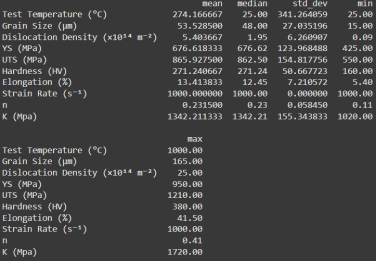 mean median std_dev min
Test Temperature (°C) 274.166667 25.00 341.264059 25.00
Grain Size (μm) 53.528500 48.00 27.035196 15.00
Dislocation Density (×10¹⁴ m⁻²) 5.403667 1.95 6.260907 0.09
YS (MPa) 676.618333 676.62 123.968488 425.00
UTS (MPa) 865.927500 862.50 154.817756 550.00
Hardness (HV) 271.240667 271.24 50.667723 160.00
Elongation (%) 13.413833 12.45 7.210572 5.40
Strain Rate (s⁻¹) 1000.000000 1000.00 0.000000 1000.00
n 0.231500 0.23 0.058450 0.11
K (Mpa) 1342.211333 1342.21 155.343833 1020.00
max
Test Temperature (°C) 1000.00
Grain Size (μm) 165.00
Dislocation Density (×10¹⁴ m⁻²) 25.00
YS (MPa) 950.00
UTS (MPa) 1210.00
Hardness (HV) 380.00
Elongation (%) 41.50
Strain Rate (s⁻¹) 1000.00
n 0.41
K (Mpa) 1720.00